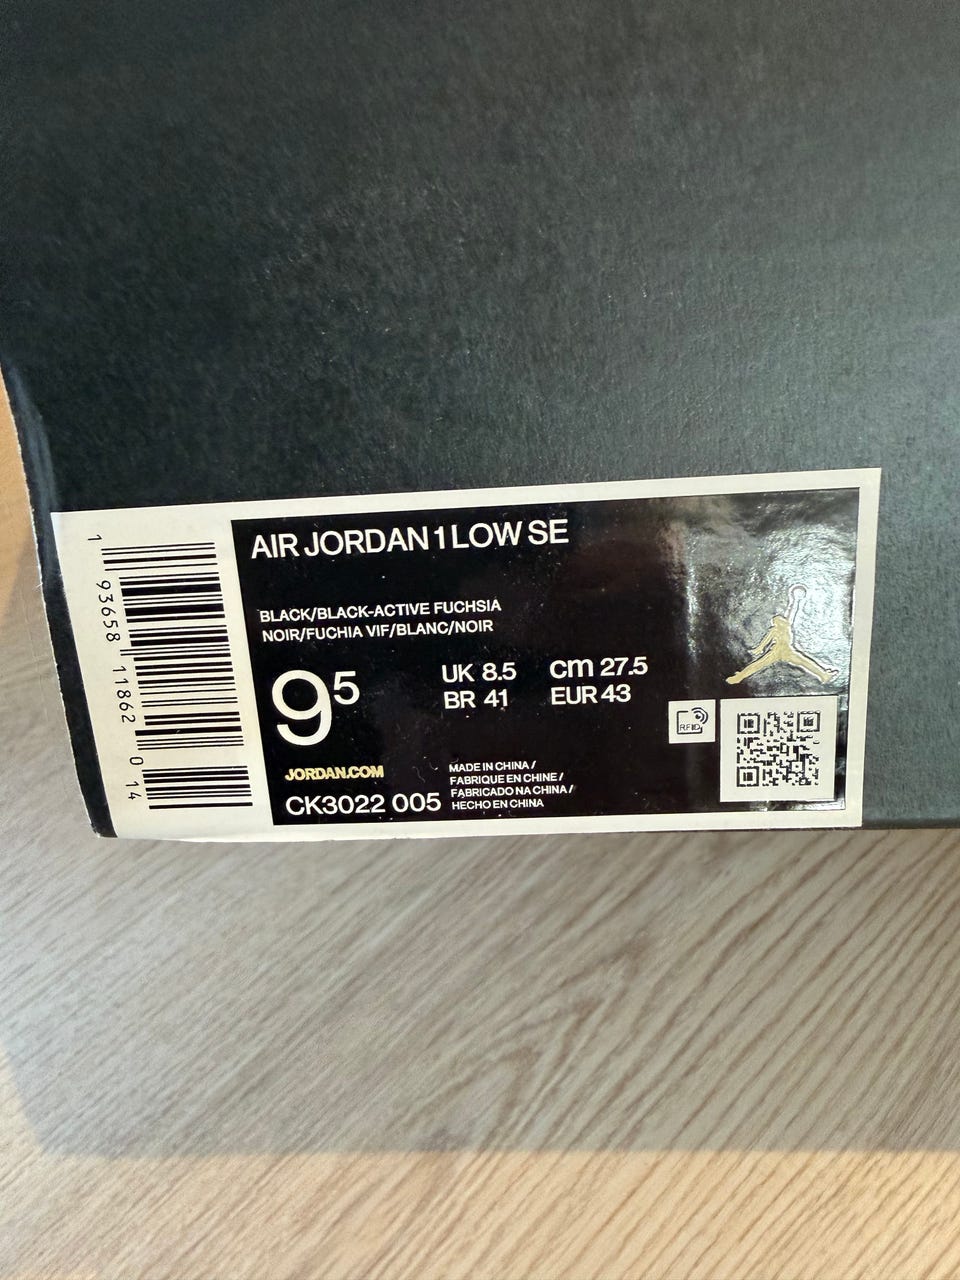 AIR JORDAN 1 LOW SE
BLACK/BLACK-ACTIVE FUCHSIA
NOIR/FUCHIA VIF/BLANC/NOIR
9 5
UK 8.5 cm 27.5
BR 41 EUR 43
RFID
JORDAN.COM
CK3022 005
MADE IN CHINA /
FABRIQUE EN CHINE /
FABRICADO NA CHINA /
HECHO EN CHINA
1 93658 11862 0 14